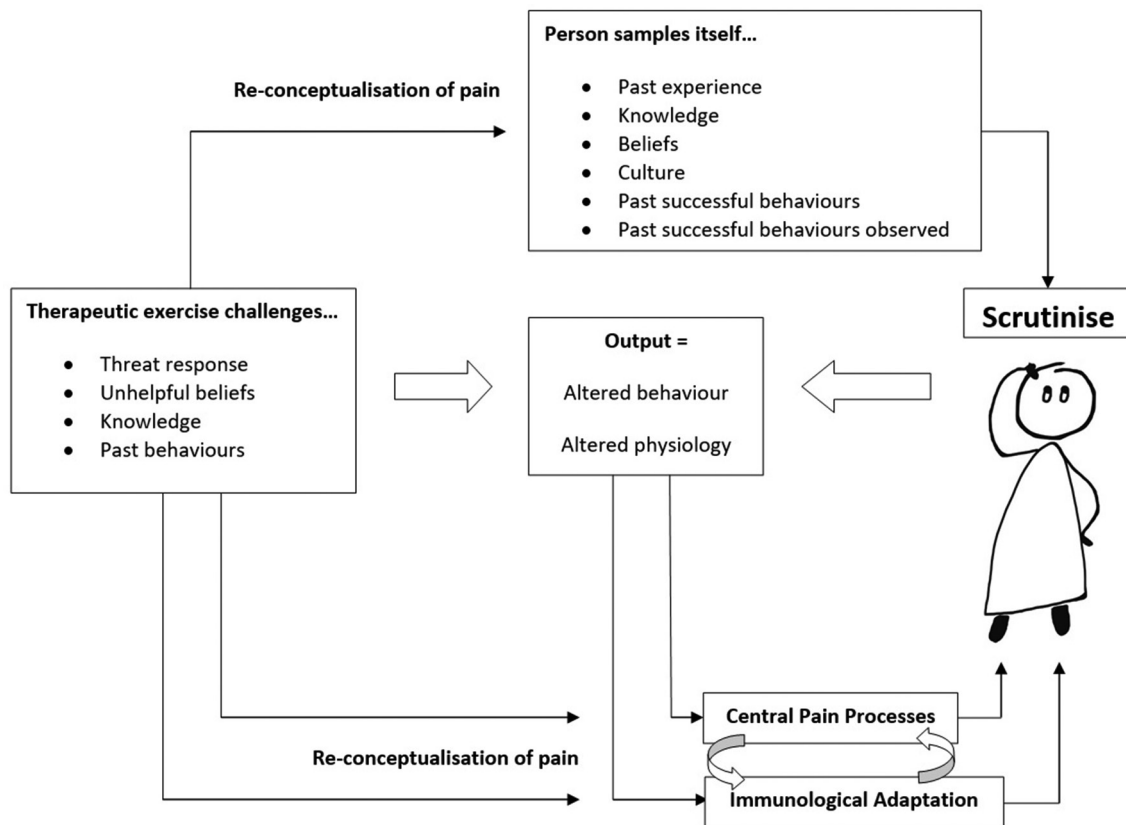 Person samples itself...
• Past experience
• Knowledge
• Beliefs
• Culture
• Past successful behaviours
• Past successful behaviours observed
Re-conceptualisation of pain
Therapeutic exercise challenges...
• Threat response
• Unhelpful beliefs
• Knowledge
• Past behaviours
Output =
Altered behaviour
Altered physiology
Scrutinise
Central Pain Processes
Re-conceptualisation of pain
Immunological Adaptation